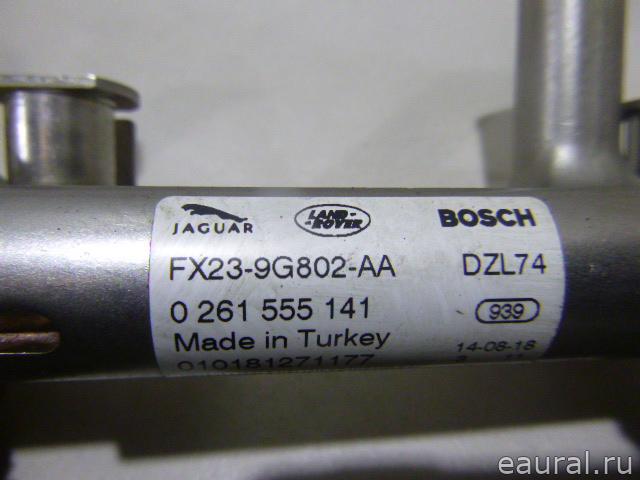 JAGUAR LAND-ROVER BOSCH
FX23-9G802-AA DZL74
0 261 555 141 939
Made in Turkey 14-08-18
010181271177
eaural.ru